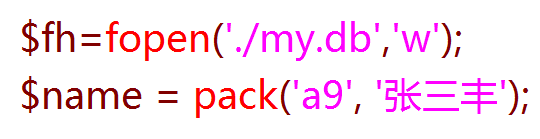 $fh=fopen('./my.db','w');
$name = pack('a9', '张三丰');